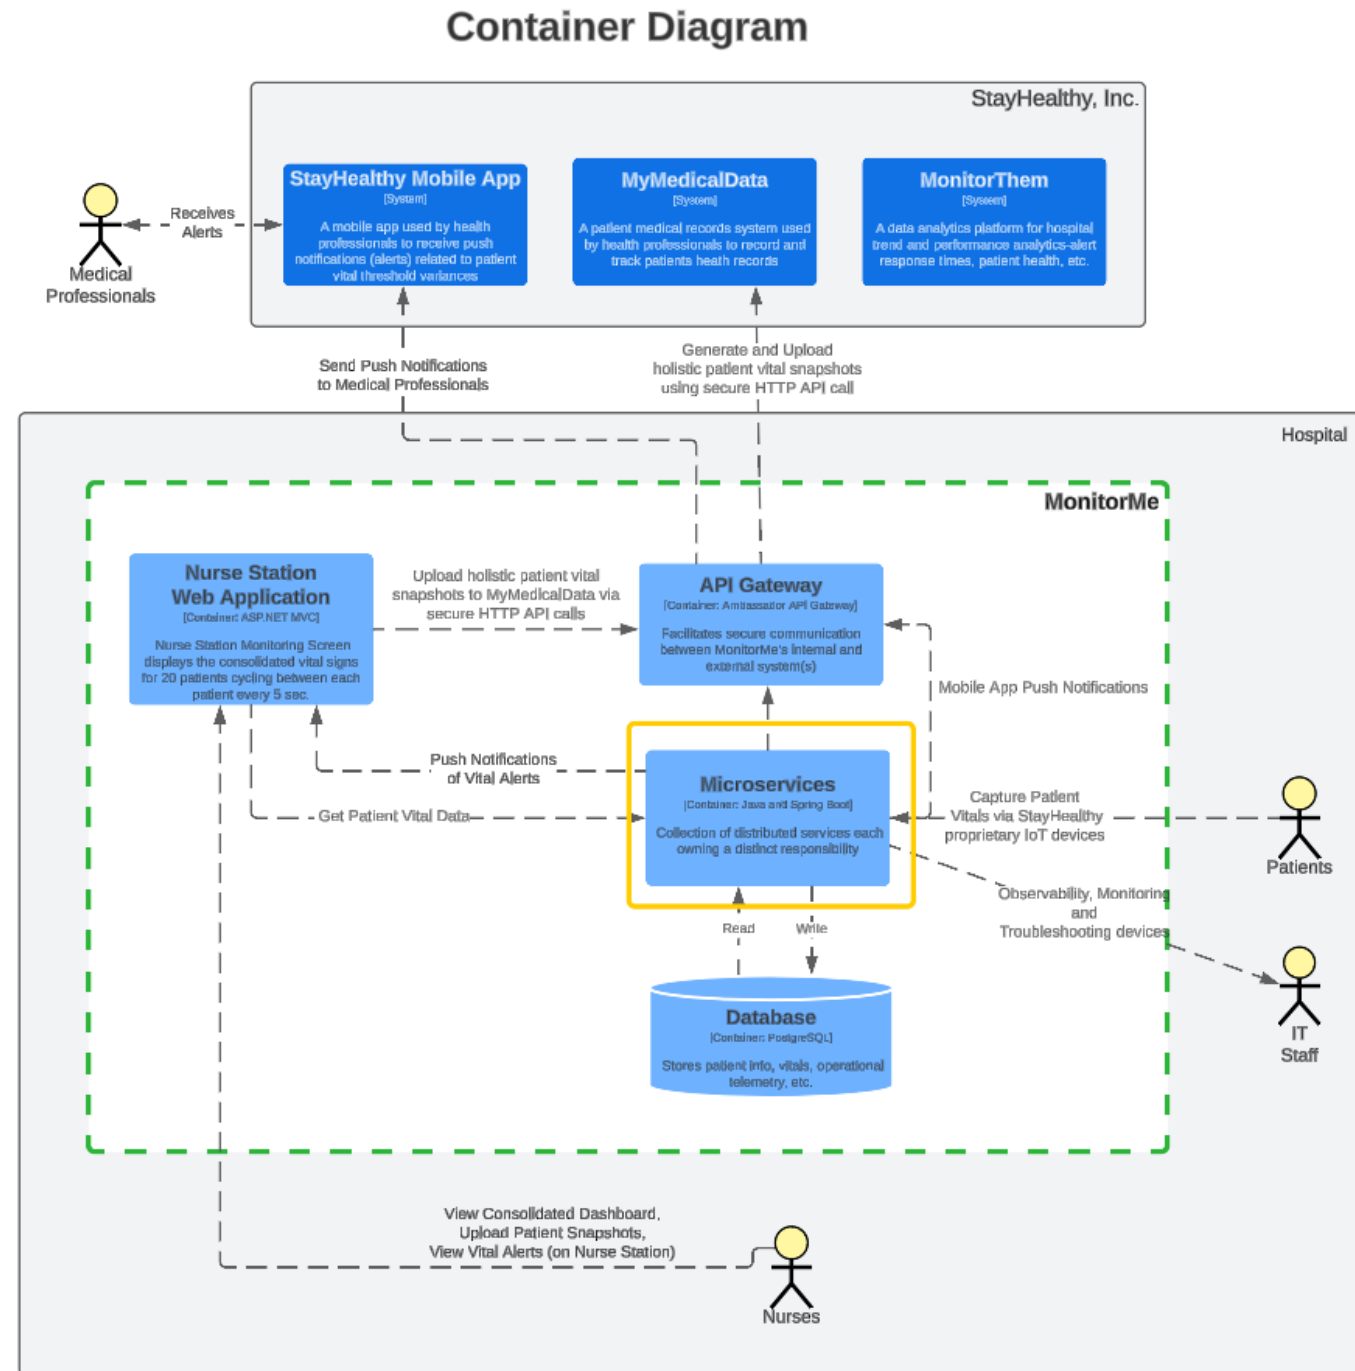 Container Diagram
StayHealthy, Inc.
StayHealthy Mobile App
[System]
A mobile app used by health
professionals to receive push
notifications (alerts) related to patient
vital threshold variances
MyMedicalData
[System]
A patient medical records system used
by health professionals to record and
track patients heath records
MonitorThem
[System]
A data analytics platform for hospital
trend and performance analytics-alert
response times, patient health, etc.
Receives
Alerts
Medical
Professionals
Send Push Notifications
to Medical Professionals
Generate and Upload
holistic patient vital snapshots
using secure HTTP API call
Hospital
MonitorMe
Nurse Station
Web Application
[Container: ASP.NET MVC]
Nurse Station Monitoring Screen
displays the consolidated vital signs
for 20 patients cycling between each
patient every 5 sec.
Upload holistic patient vital
snapshots to MyMedicalData via
secure HTTP API calls
API Gateway
[Container: Ambassador API Gateway]
Facilitates secure communication
between MonitorMe's internal and
external system(s)
Mobile App Push Notifications
Push Notifications
of Vital Alerts
Get Patient Vital Data
Microservices
[Container: Java and Spring Boot]
Collection of distributed services each
owning a distinct responsibility
Capture Patient
Vitals via StayHealthy
proprietary IoT devices
Patients
Observability, Monitoring
and
Troubleshooting devices
IT
Staff
Read
Write
Database
[Container: PostgreSQL]
Stores patient info, vitals, operational
telemetry, etc.
View Consolidated Dashboard,
Upload Patient Snapshots,
View Vital Alerts (on Nurse Station)
Nurses